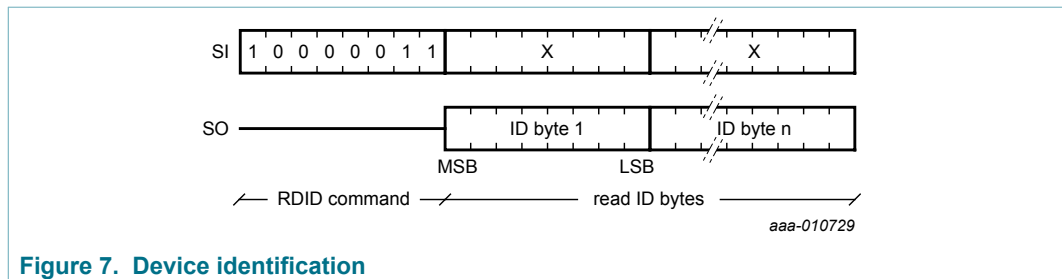 SI 1 0 0 0 0 0 1 1 X X
SO ID byte 1 ID byte n
MSB LSB
RDID command read ID bytes
aaa-010729
Figure 7. Device identification